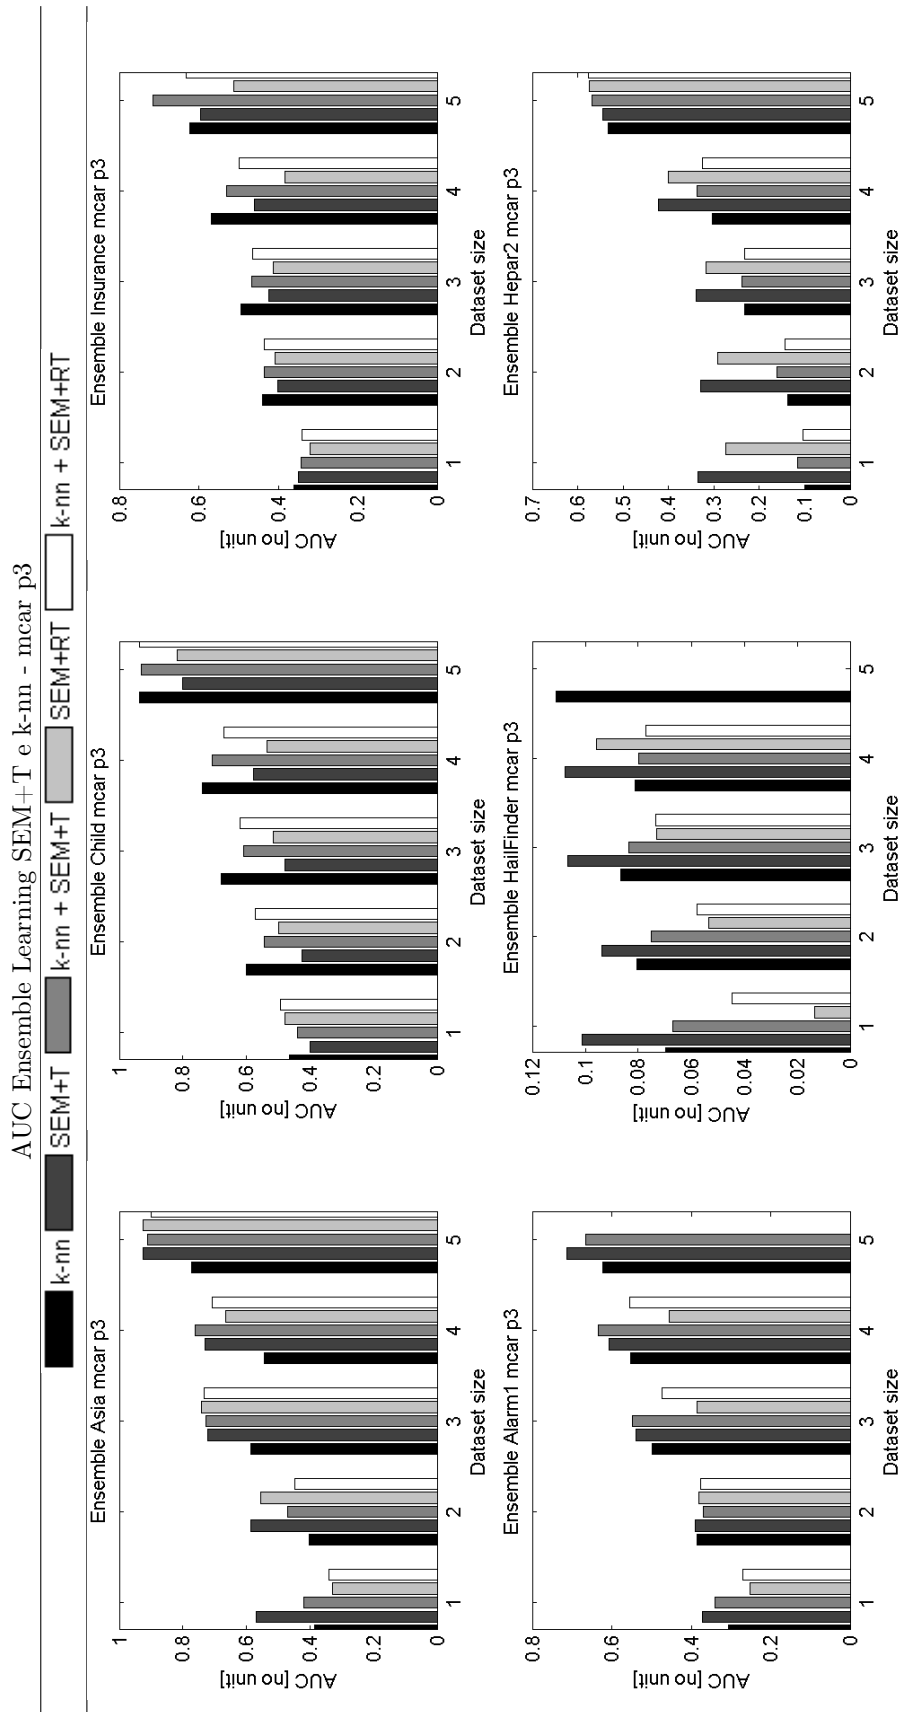 AUC Ensemble Learning SEM+T e k-nn - mcar p3
k-nn SEM+T k-nn + SEM+T SEM+RT k-nn + SEM+RT
Ensemble Asia mcar p3
1
0.8
0.6
0.4
0.2
0
AUC [no unit]
1 2 3 4 5
Dataset size
Ensemble Child mcar p3
1
0.8
0.6
0.4
0.2
0
AUC [no unit]
1 2 3 4 5
Dataset size
Ensemble Insurance mcar p3
0.8
0.6
0.4
0.2
0
AUC [no unit]
1 2 3 4 5
Dataset size
Ensemble Alarm1 mcar p3
0.8
0.6
0.4
0.2
0
AUC [no unit]
1 2 3 4 5
Dataset size
Ensemble HailFinder mcar p3
0.12
0.1
0.08
0.06
0.04
0.02
0
AUC [no unit]
1 2 3 4 5
Dataset size
Ensemble Hepar2 mcar p3
0.7
0.6
0.5
0.4
0.3
0.2
0.1
0
AUC [no unit]
1 2 3 4 5
Dataset size